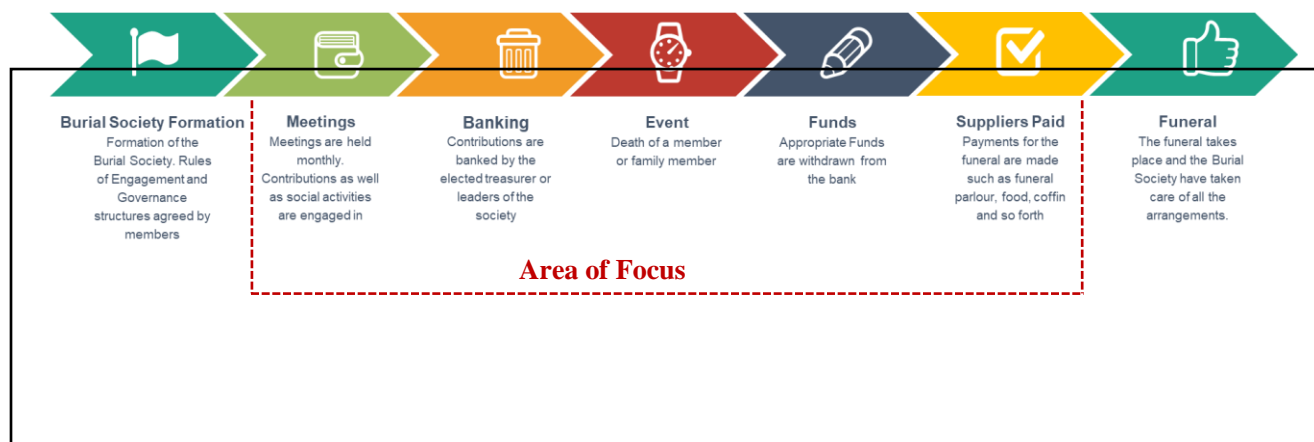 Burial Society Formation
Formation of the
Burial Society. Rules
of Engagement and
Governance
structures agreed by
members
Meetings
Meetings are held
monthly.
Contributions as well
as social activities
are engaged in
Banking
Contributions are
banked by the
elected treasurer or
leaders of the
society
Event
Death of a member
or family member
Funds
Appropriate Funds
are withdrawn from
the bank
Suppliers Paid
Payments for the
funeral are made
such as funeral
parlour, food, coffin
and so forth
Funeral
The funeral takes
place and the Burial
Society have taken
care of all the
arrangements.
Area of Focus